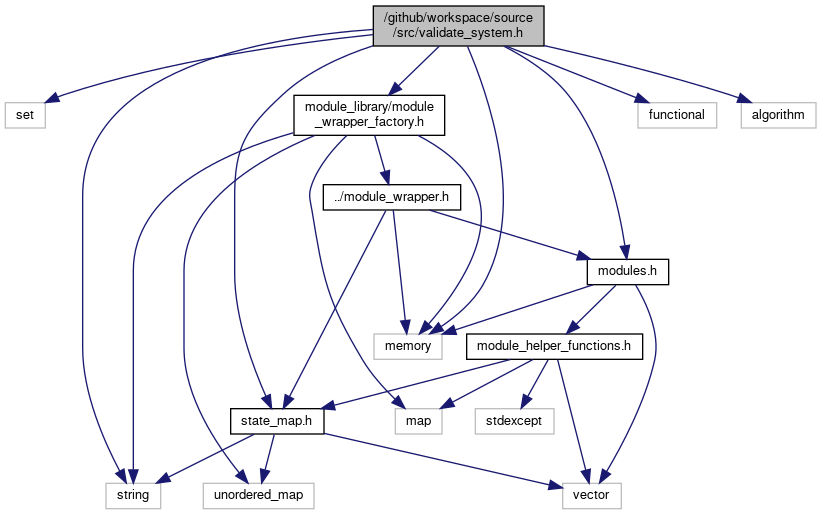 /github/workspace/source
/src/validate_system.h
set
module_library/module
_wrapper_factory.h
functional
algorithm
../module_wrapper.h
modules.h
memory
module_helper_functions.h
state_map.h
map
stdexcept
string
unordered_map
vector